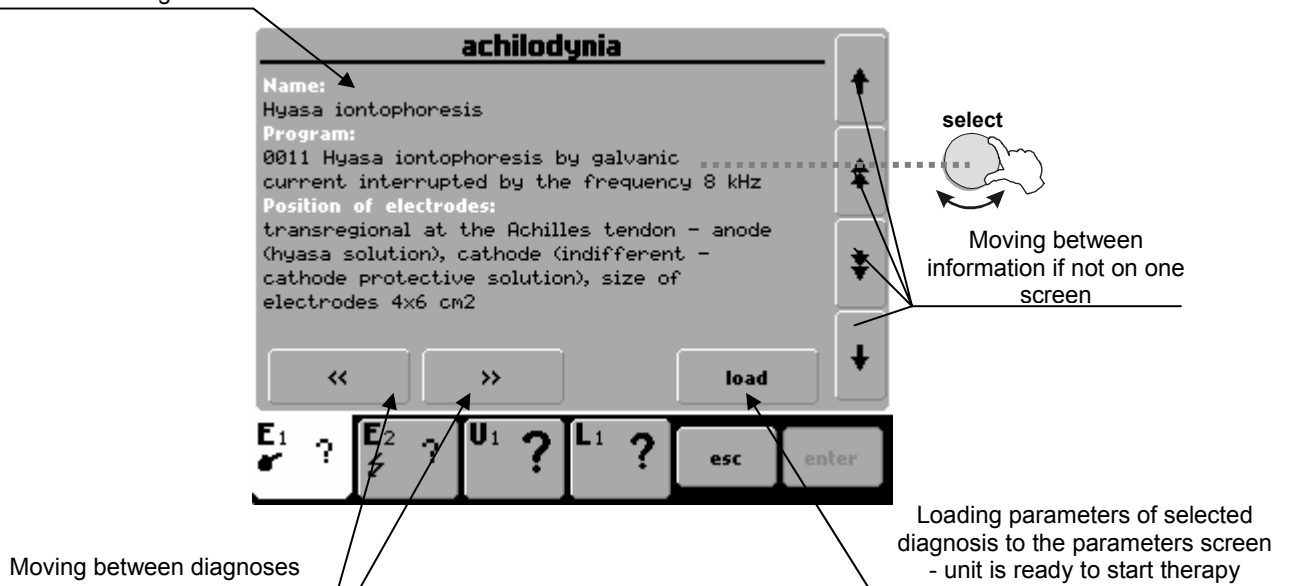 achilodynia
Name:
Hyasa iontophoresis
Program:
0011 Hyasa iontophoresis by galvanic
current interrupted by the frequency 8 kHz
Position of electrodes:
transregional at the Achilles tendon - anode
(hyasa solution), cathode (indifferent -
cathode protective solution), size of
electrodes 4x6 cm2
<< >> load
E1 ? E2 ? U1 ? L1 ? esc enter
select
Moving between
information if not on one
screen
Moving between diagnoses
Loading parameters of selected
diagnosis to the parameters screen
- unit is ready to start therapy